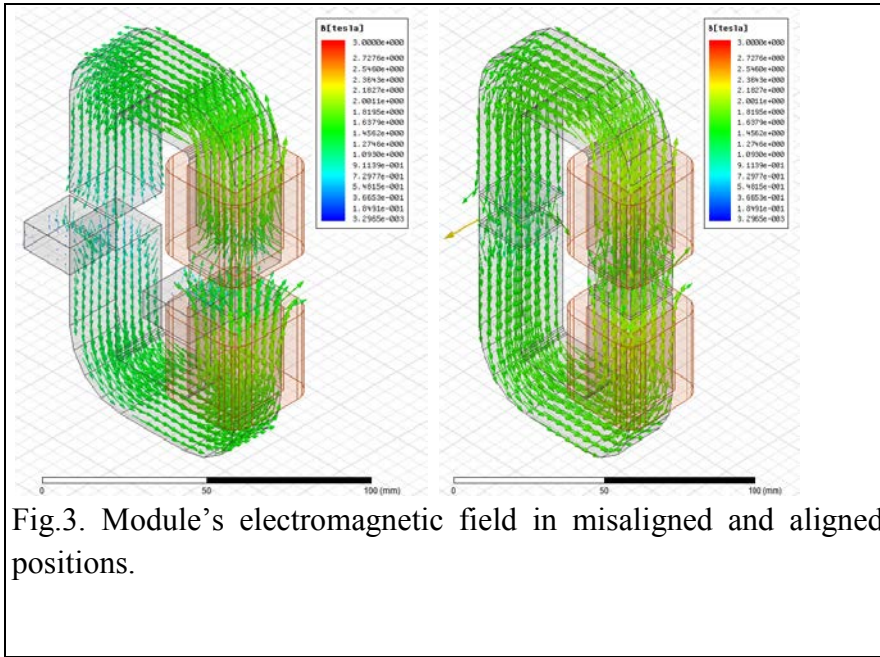 B[tesla]
3.0000e+000
2.7276e+000
2.5460e+000
2.3643e+000
2.1827e+000
2.0011e+000
1.8195e+000
1.6379e+000
1.4562e+000
1.2746e+000
1.0930e+000
9.1139e-001
7.2977e-001
5.4815e-001
3.6653e-001
1.8491e-001
3.2965e-003
0
50
100 (mm)
B[tesla]
3.0000e+000
2.7276e+000
2.5460e+000
2.3643e+000
2.1827e+000
2.0011e+000
1.8195e+000
1.6379e+000
1.4562e+000
1.2746e+000
1.0930e+000
9.1139e-001
7.2977e-001
5.4815e-001
3.6653e-001
1.8491e-001
3.2965e-003
0
50
100 (mm)
Fig.3. Module’s electromagnetic field in misaligned and aligned
positions.